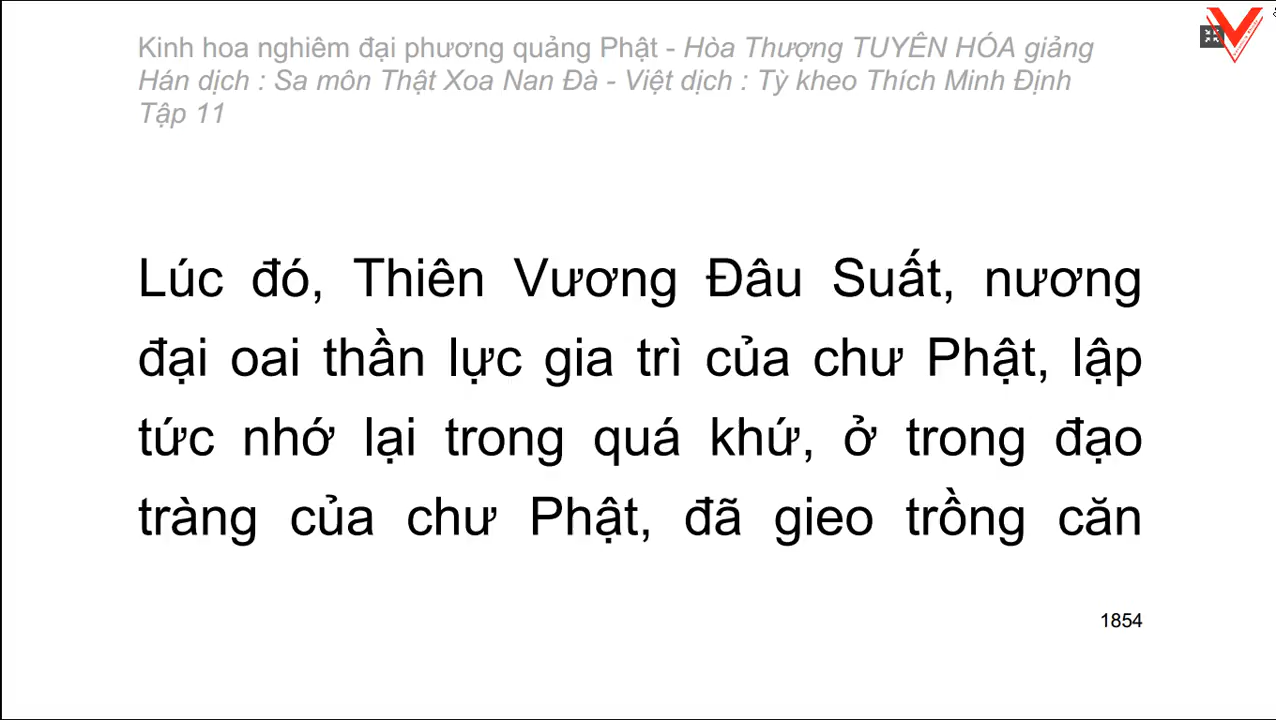 Kinh hoa nghiêm đại phương quảng Phật - Hòa Thượng TUYÊN HÓA giảng
Hán dịch : Sa môn Thật Xoa Nan Đà - Việt dịch : Tỳ kheo Thích Minh Định
Tập 11
Lúc đó, Thiên Vương Đâu Suất, nương
đại oai thần lực gia trì của chư Phật, lập
tức nhớ lại trong quá khứ, ở trong đạo
tràng của chư Phật, đã gieo trồng căn
1854